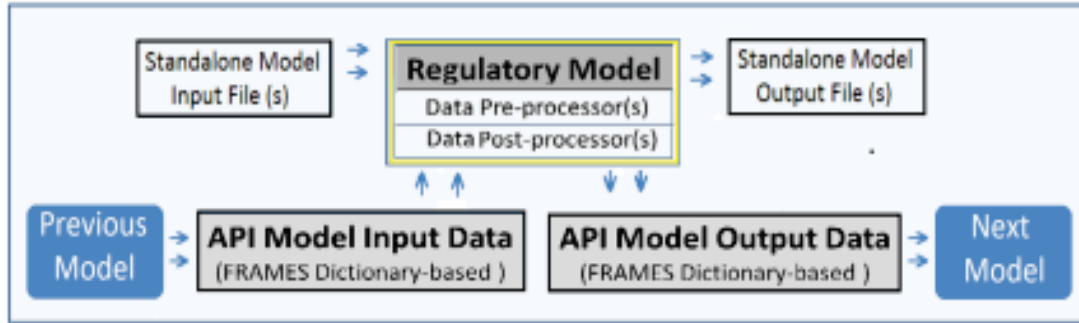 Standalone Model
Input File (s)
Regulatory Model
Data Pre-processor(s)
Data Post-processor(s)
Standalone Model
Output File (s)
Previous
Model
API Model Input Data
(FRAMES Dictionary-based )
API Model Output Data
(FRAMES Dictionary-based )
Next
Model